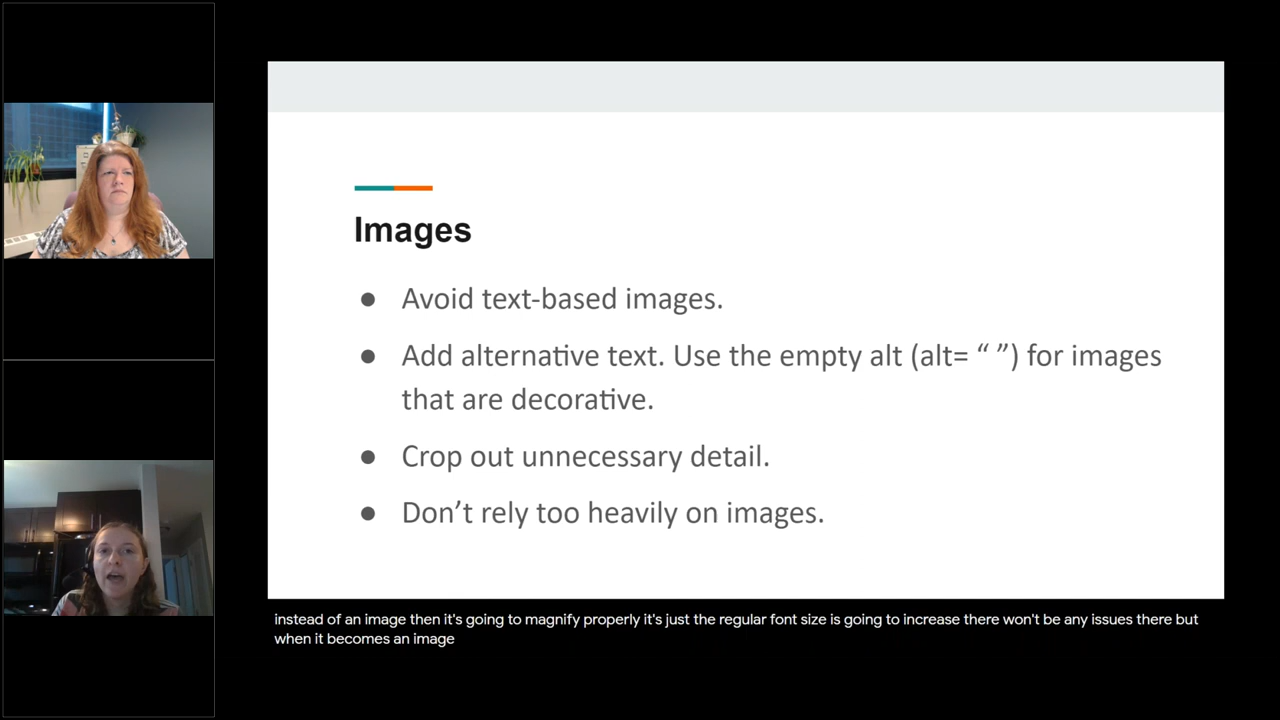 Images
● Avoid text-based images.
● Add alternative text. Use the empty alt (alt= “ ”) for images
that are decorative.
● Crop out unnecessary detail.
● Don’t rely too heavily on images.
instead of an image then it's going to magnify properly it's just the regular font size is going to increase there won't be any issues there but
when it becomes an image